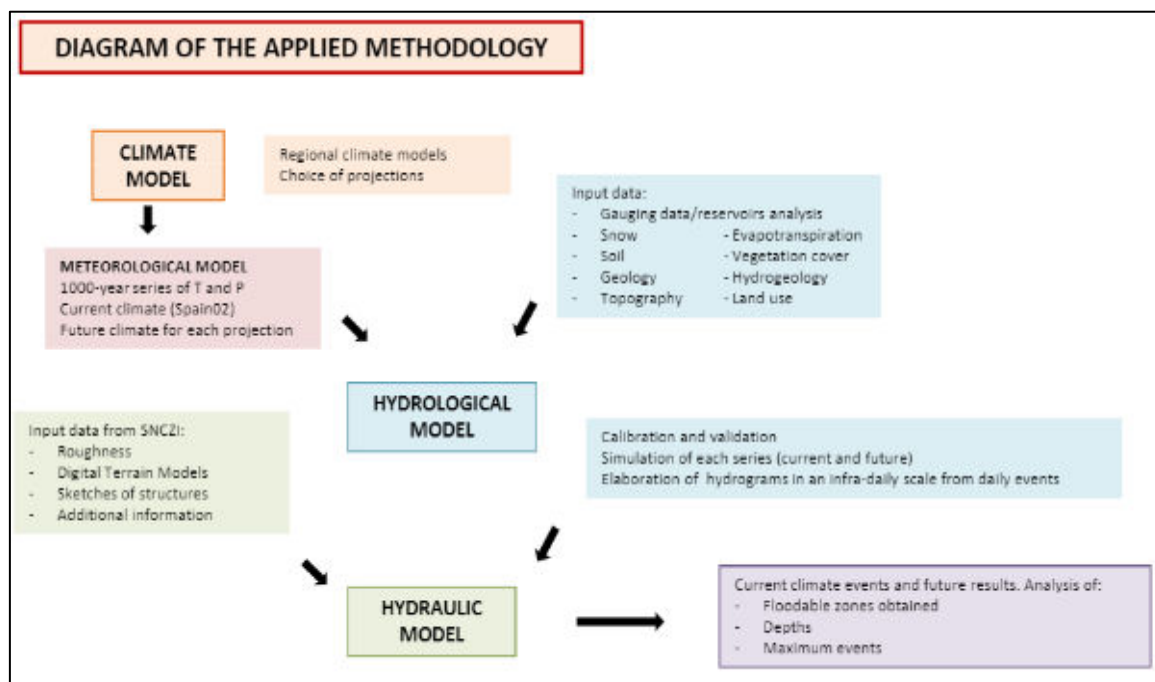 DIAGRAM OF THE APPLIED METHODOLOGY
CLIMATE
MODEL
Regional climate models
Choice of projections
Input data:
- Gauging data/reservoirs analysis
- Snow - Evapotranspiration
- Soil - Vegetation cover
- Geology - Hydrogeology
- Topography - Land use
METEOROLOGICAL MODEL
1000-year series of T and P
Current climate (Spain02)
Future climate for each projection
HYDROLOGICAL
MODEL
Input data from SNCZI:
- Roughness
- Digital Terrain Models
- Sketches of structures
- Additional information
Calibration and validation
Simulation of each series (current and future)
Elaboration of hydrograms in an infra-daily scale from daily events
HYDRAULIC
MODEL
Current climate events and future results. Analysis of:
- Floodable zones obtained
- Depths
- Maximum events